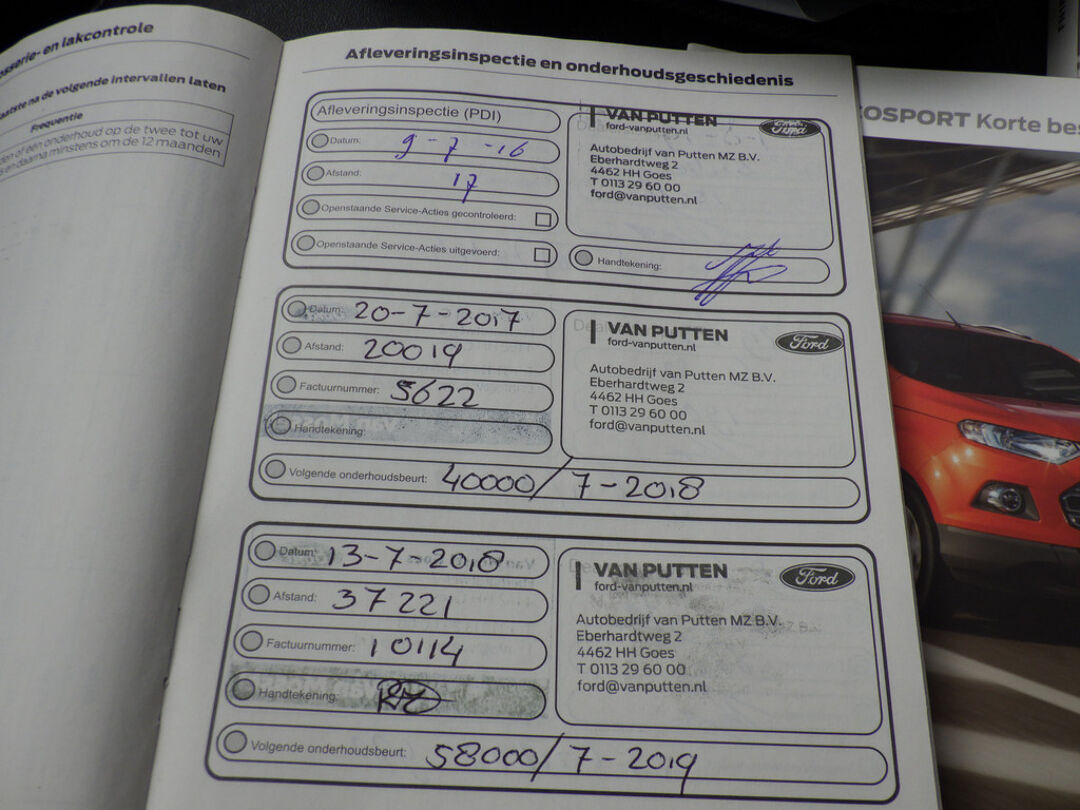 sserie- en lakcontrole
aatste na de volgende intervallen laten
Frequentie
den of één onderhoud op de twee tot uw
s en daarna minstens om de 12 maanden
Afleveringsinspectie en onderhoudsgeschiedenis
Afleveringsinspectie (PDI)
Datum: 9-7-16
Afstand: 17
Openstaande Service-Acties gecontroleerd:
Openstaande Service-Acties uitgevoerd:
VAN PUTTEN
ford-vanputten.nl
Ford
Autobedrijf van Putten MZ B.V.
Eberhardtweg 2
4462 HH Goes
T 0113 29 60 00
ford@vanputten.nl
Handtekening:
Datum: 20-7-2017
Afstand: 20019
Factuurnummer: 5622
Handtekening:
VAN PUTTEN
ford-vanputten.nl
Ford
Autobedrijf van Putten MZ B.V.
Eberhardtweg 2
4462 HH Goes
T 0113 29 60 00
ford@vanputten.nl
Volgende onderhoudsbeurt: 40000/7-2018
Datum: 13-7-2018
Afstand: 37221
Factuurnummer: 10114
Handtekening:
VAN PUTTEN
ford-vanputten.nl
Ford
Autobedrijf van Putten MZ B.V.
Eberhardtweg 2
4462 HH Goes
T 0113 29 60 00
ford@vanputten.nl
Volgende onderhoudsbeurt: 58000/7-2019
OSPORT Korte bes